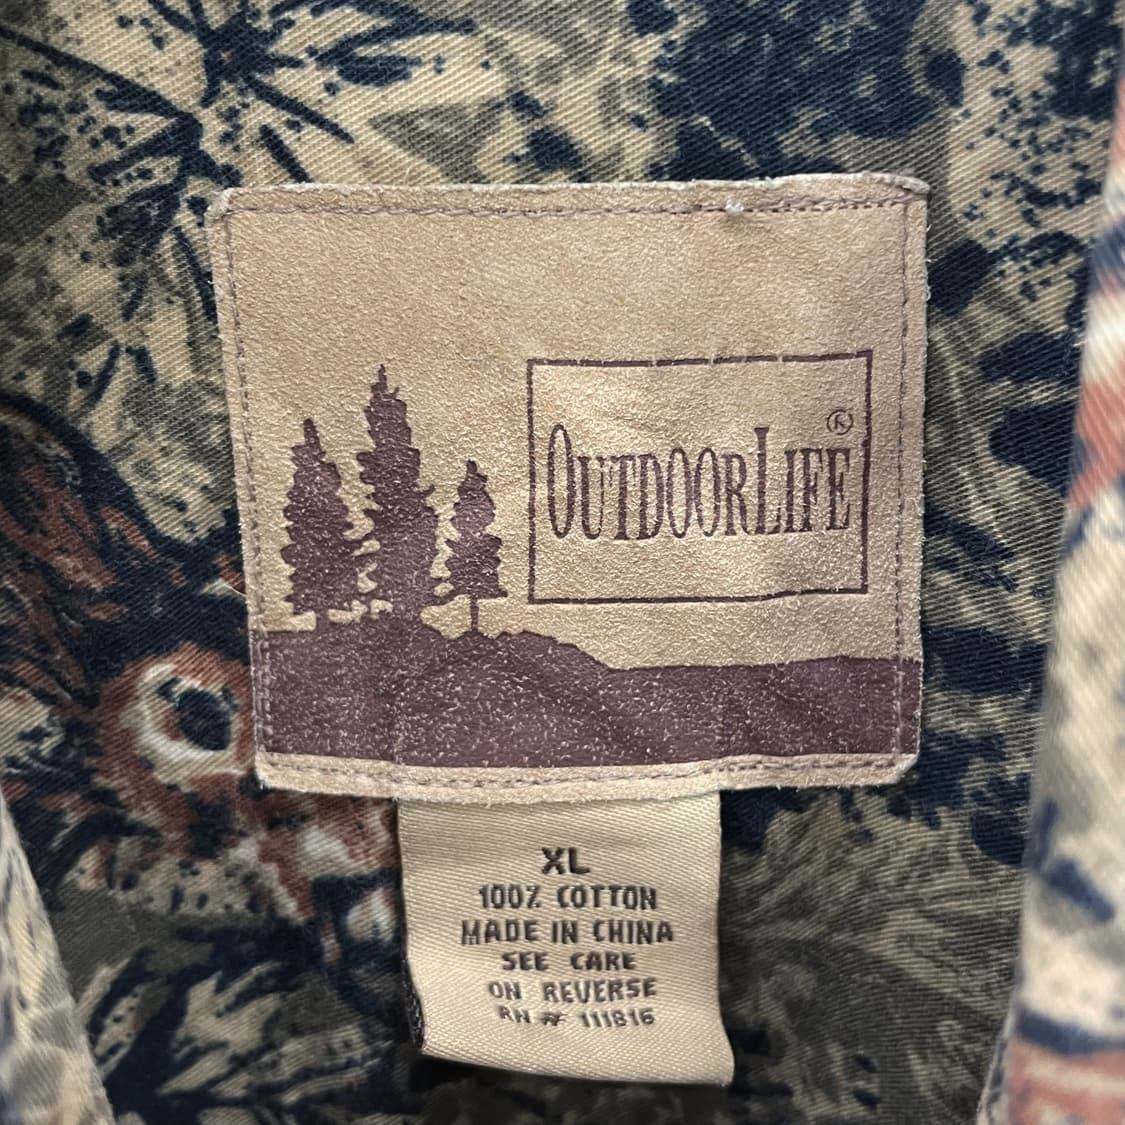 OUTDOORLIFE®
XL
100% COTTON
MADE IN CHINA
SEE CARE
ON REVERSE
RN # 111816